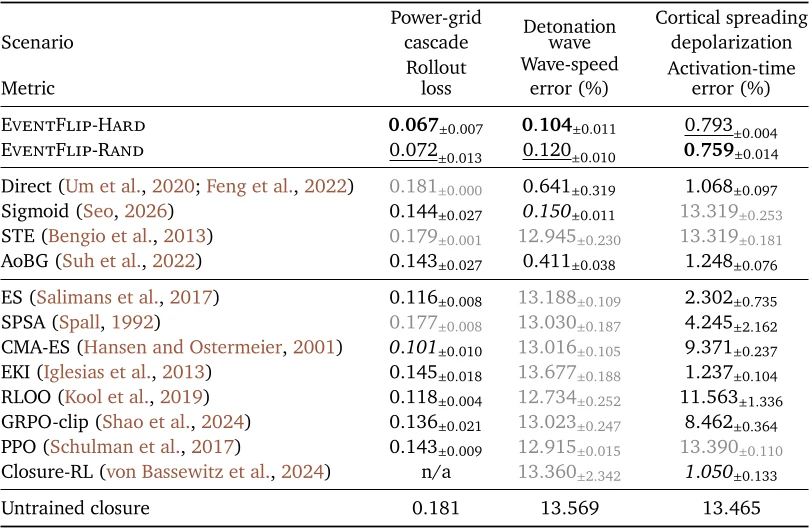 Scenario Power-grid cascade Detonation wave Cortical spreading depolarization
Metric Rollout loss Wave-speed error (%) Activation-time error (%)
EVENTFLIP-HARD 0.067±0.007 0.104±0.011 0.793±0.004
EVENTFLIP-RAND 0.072±0.013 0.120±0.010 0.759±0.014
Direct (Um et al., 2020; Feng et al., 2022) 0.181±0.000 0.641±0.319 1.068±0.097
Sigmoid (Seo, 2026) 0.144±0.027 0.150±0.011 13.319±0.253
STE (Bengio et al., 2013) 0.179±0.001 12.945±0.230 13.319±0.181
AoBG (Suh et al., 2022) 0.143±0.027 0.411±0.038 1.248±0.076
ES (Salimans et al., 2017) 0.116±0.008 13.188±0.109 2.302±0.735
SPSA (Spall, 1992) 0.177±0.008 13.030±0.187 4.245±2.162
CMA-ES (Hansen and Ostermeier, 2001) 0.101±0.010 13.016±0.105 9.371±0.237
EKI (Iglesias et al., 2013) 0.145±0.018 13.677±0.188 1.237±0.104
RLOO (Kool et al., 2019) 0.118±0.004 12.734±0.252 11.563±1.336
GRPO-clip (Shao et al., 2024) 0.136±0.021 13.023±0.247 8.462±0.364
PPO (Schulman et al., 2017) 0.143±0.009 12.915±0.015 13.390±0.110
Closure-RL (von Bassewitz et al., 2024) n/a 13.360±2.342 1.050±0.133
Untrained closure 0.181 13.569 13.465